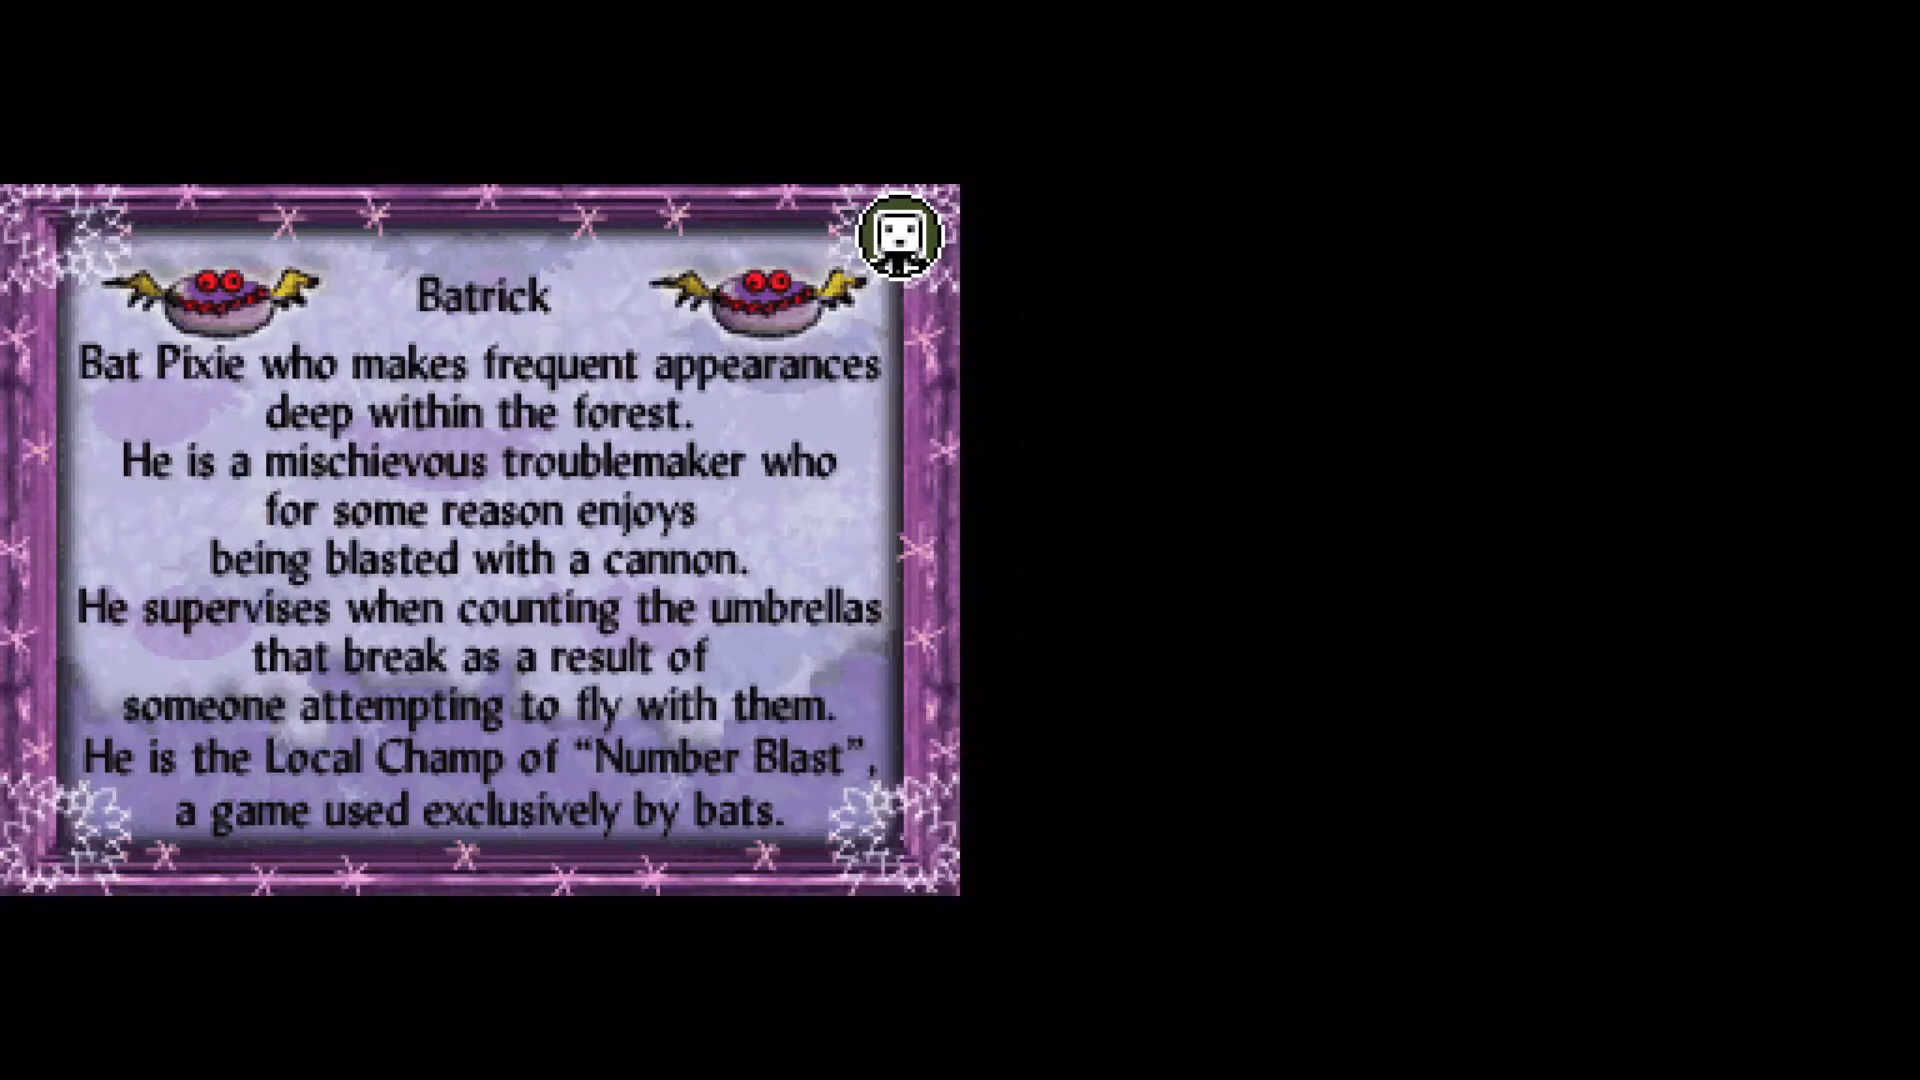 Batrick
Bat Pixie who makes frequent appearances
deep within the forest.
He is a mischievous troublemaker who
for some reason enjoys
being blasted with a cannon.
He supervises when counting the umbrellas
that break as a result of
someone attempting to fly with them.
He is the Local Champ of “Number Blast”,
a game used exclusively by bats.